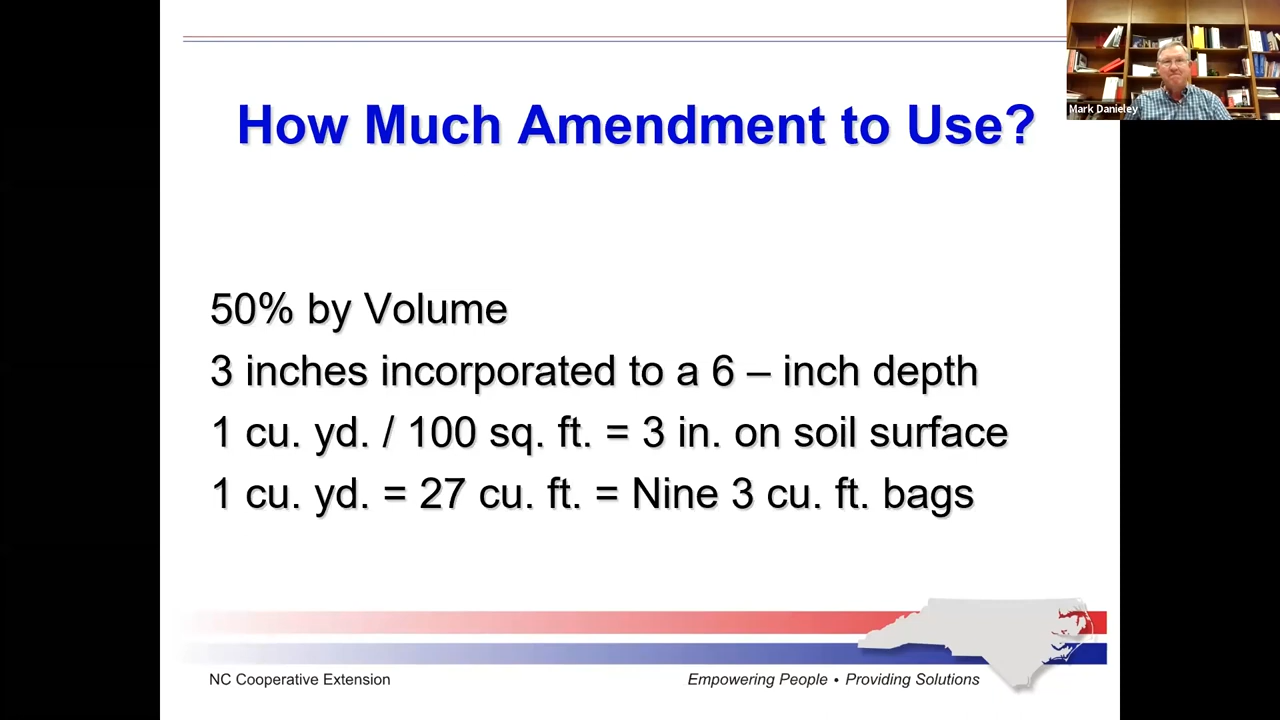 Mark Danieley
How Much Amendment to Use?
50% by Volume
3 inches incorporated to a 6 – inch depth
1 cu. yd. / 100 sq. ft. = 3 in. on soil surface
1 cu. yd. = 27 cu. ft. = Nine 3 cu. ft. bags
NC Cooperative Extension
Empowering People • Providing Solutions